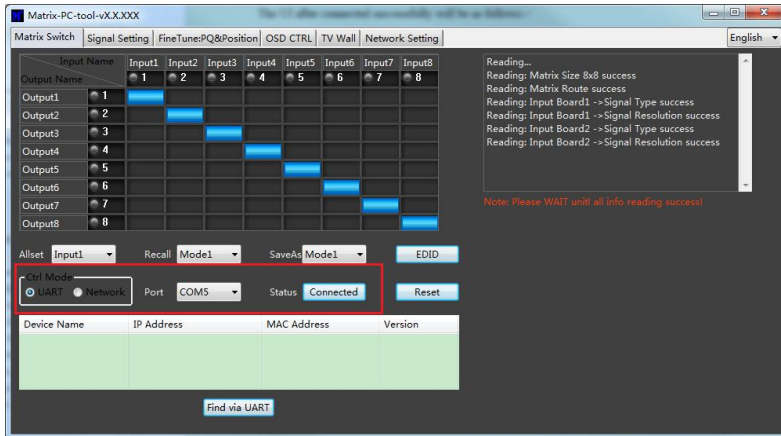 Matrix-PC-tool-vX.X.XXX
Matrix Switch Signal Setting FineTune:PQ&Position OSD CTRL TV Wall Network Setting English
Input Name Input1 Input2 Input3 Input4 Input5 Input6 Input7 Input8
Output Name 1 2 3 4 5 6 7 8
Output1 1
Output2 2
Output3 3
Output4 4
Output5 5
Output6 6
Output7 7
Output8 8
Reading...
Reading: Matrix Size 8x8 success
Reading: Matrix Route success
Reading: Input Board1 ->Signal Type success
Reading: Input Board1 ->Signal Resolution success
Reading: Input Board2 ->Signal Type success
Reading: Input Board2 ->Signal Resolution success
Note: Please WAIT unitl all info reading success!
Allset Input1 Recall Mode1 SaveAs Mode1 EDID
Ctrl Mode
UART Network Port COM5 Status Connected Reset
Device Name IP Address MAC Address Version
Find via UART